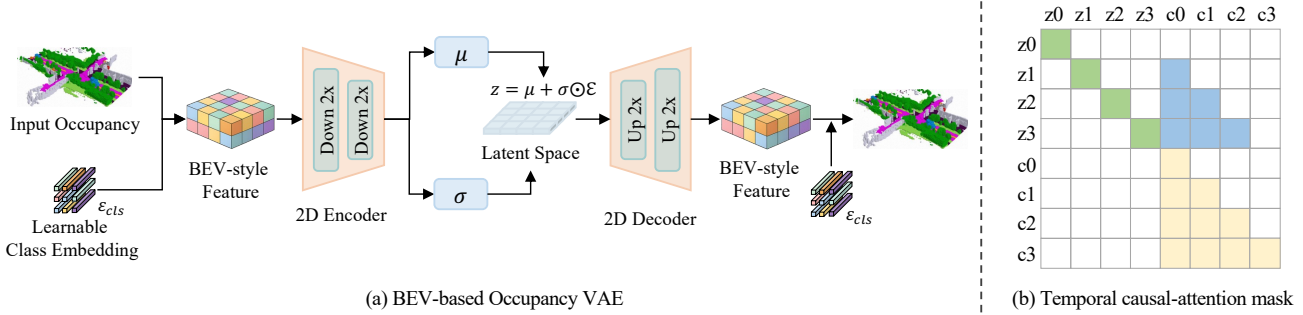 Input Occupancy
ε_cls
Learnable
Class Embedding
BEV-style
Feature
Down 2x
Down 2x
2D Encoder
μ
z = μ + σ⊙ℰ
Latent Space
σ
Up 2x
Up 2x
2D Decoder
BEV-style
Feature
ε_cls
(a) BEV-based Occupancy VAE
z0 z1 z2 z3 c0 c1 c2 c3
z0
z1
z2
z3
c0
c1
c2
c3
(b) Temporal causal-attention mask